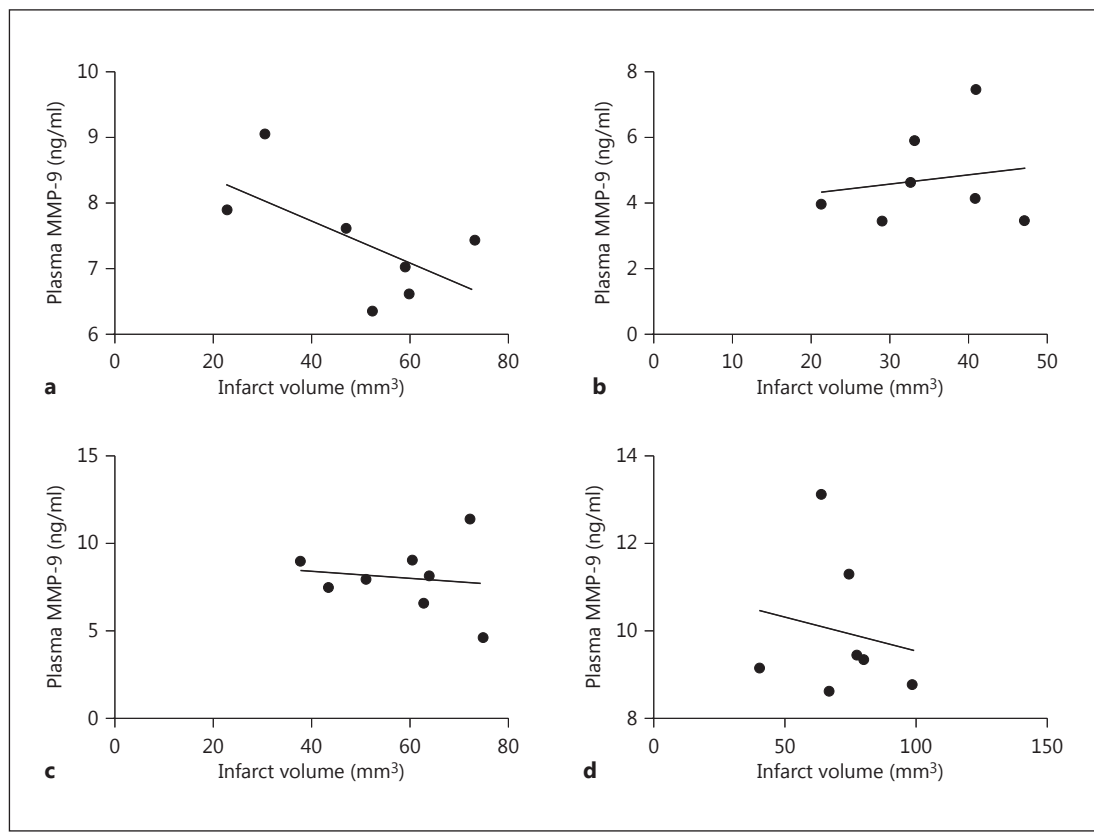 10
9
8
7
6
0 20 40 60 80
Plasma MMP-9 (ng/ml)
Infarct volume (mm³)
a
8
6
4
2
0
0 10 20 30 40 50
Plasma MMP-9 (ng/ml)
Infarct volume (mm³)
b
15
10
5
0
0 20 40 60 80
Plasma MMP-9 (ng/ml)
Infarct volume (mm³)
c
14
12
10
8
0 50 100 150
Plasma MMP-9 (ng/ml)
Infarct volume (mm³)
d